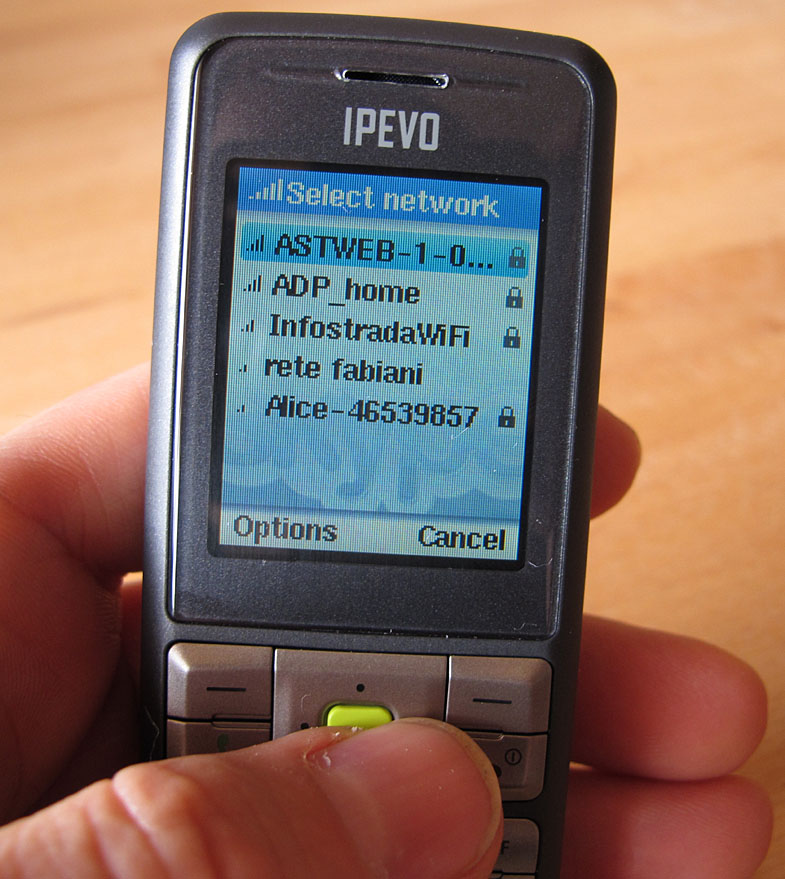 IPEVO
Select network
ASTWEB-1-0...
ADP_home
InfostradaWiFi
rete fabiani
Alice-46539857
Options
Cancel
F